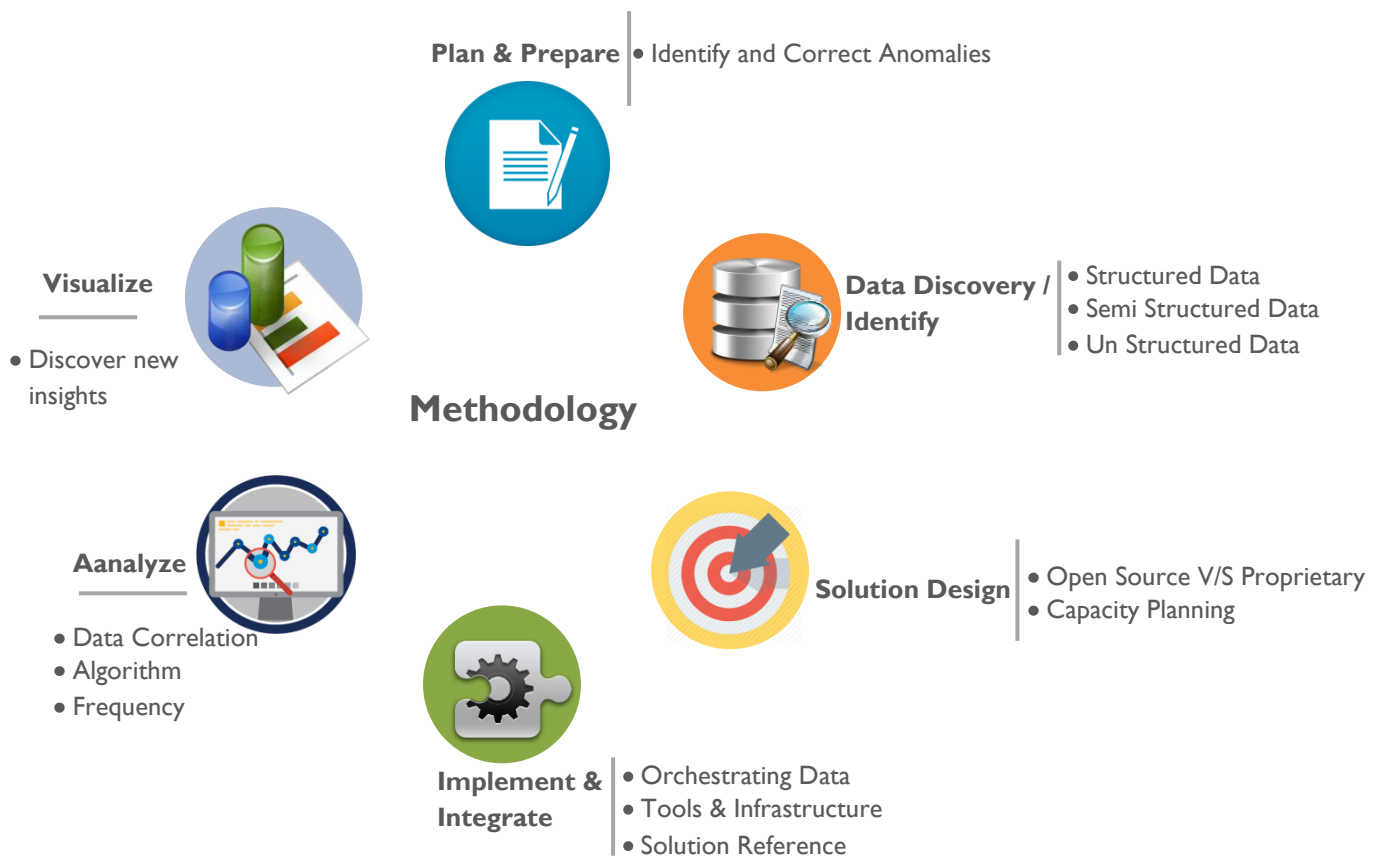 Plan & Prepare
• Identify and Correct Anomalies
Data Discovery /
Identify
• Structured Data
• Semi Structured Data
• Un Structured Data
Visualize
• Discover new
insights
Methodology
Solution Design
• Open Source V/S Proprietary
• Capacity Planning
Aanalyze
• Data Correlation
• Algorithm
• Frequency
Implement &
Integrate
• Orchestrating Data
• Tools & Infrastructure
• Solution Reference